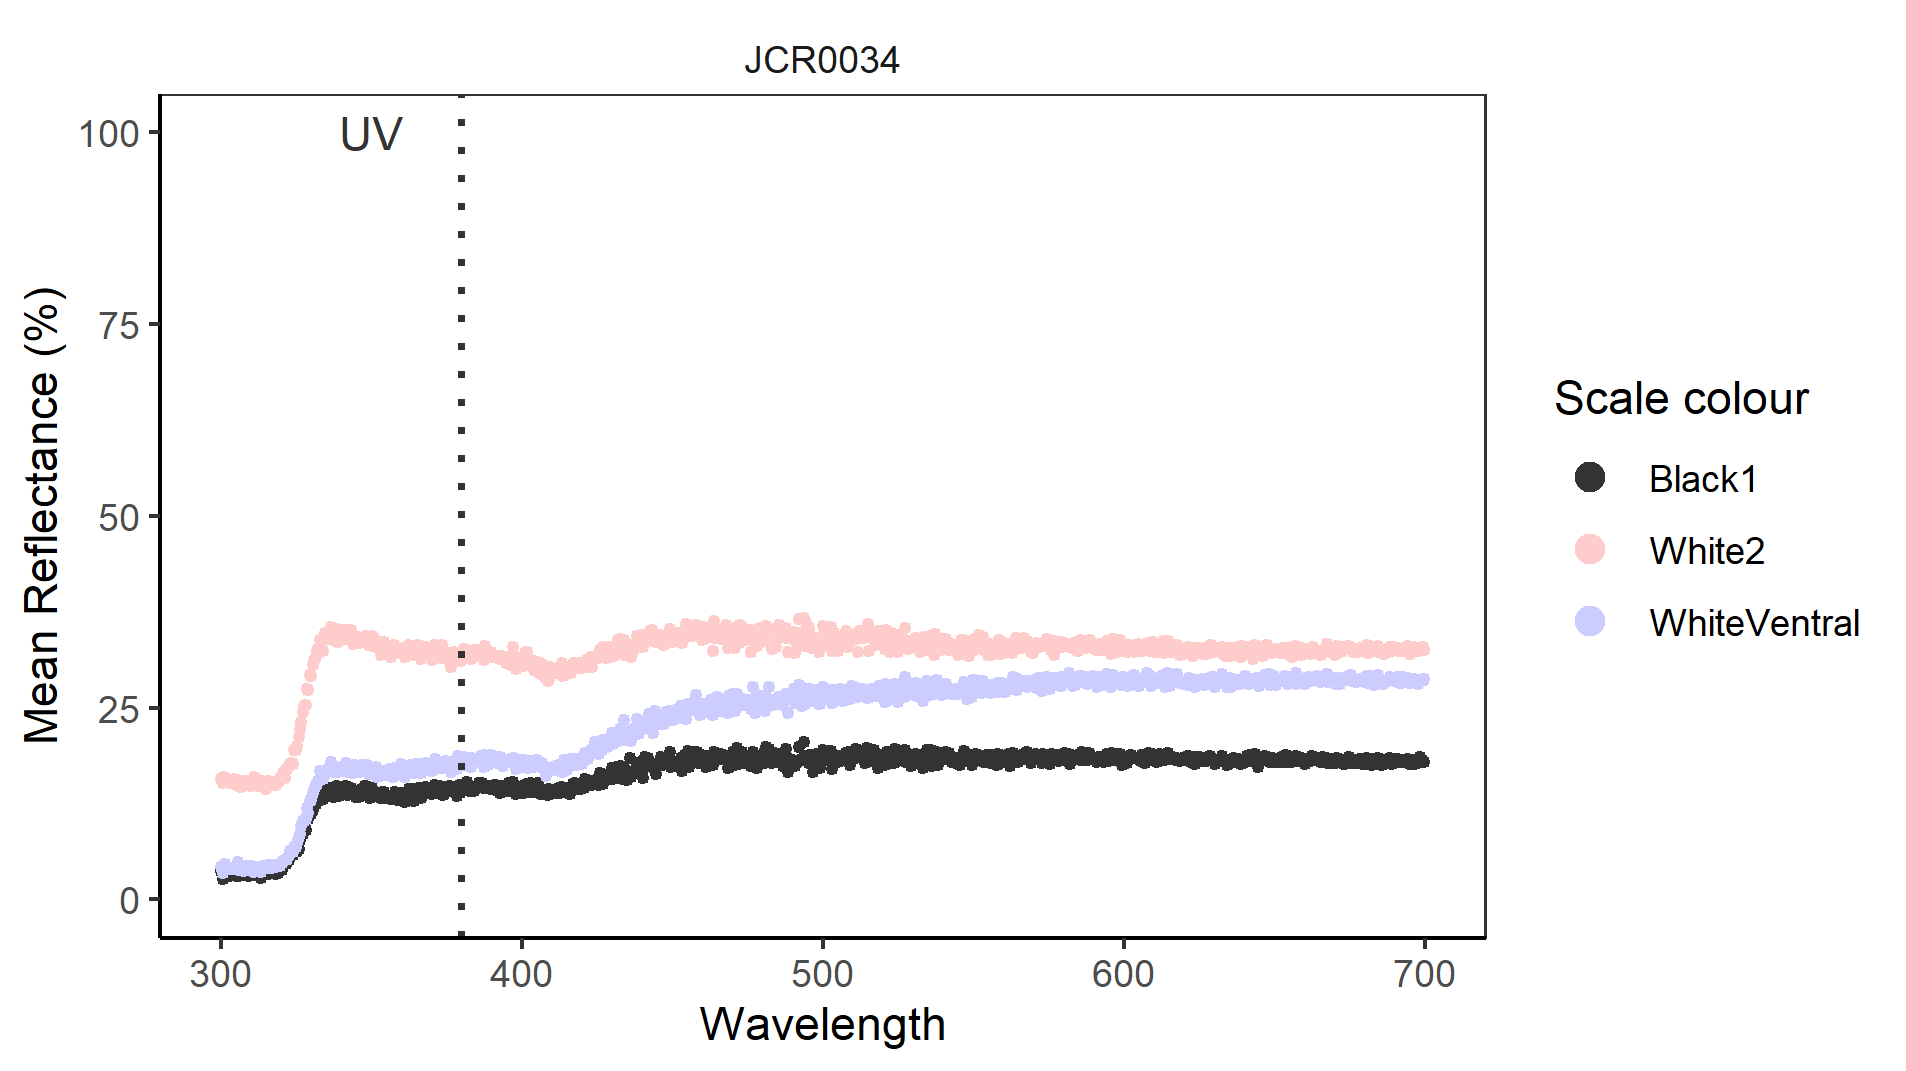 JCR0034
UV
100
75
50
25
0
Mean Reflectance (%)
300 400 500 600 700
Wavelength
Scale colour
Black1
White2
WhiteVentral